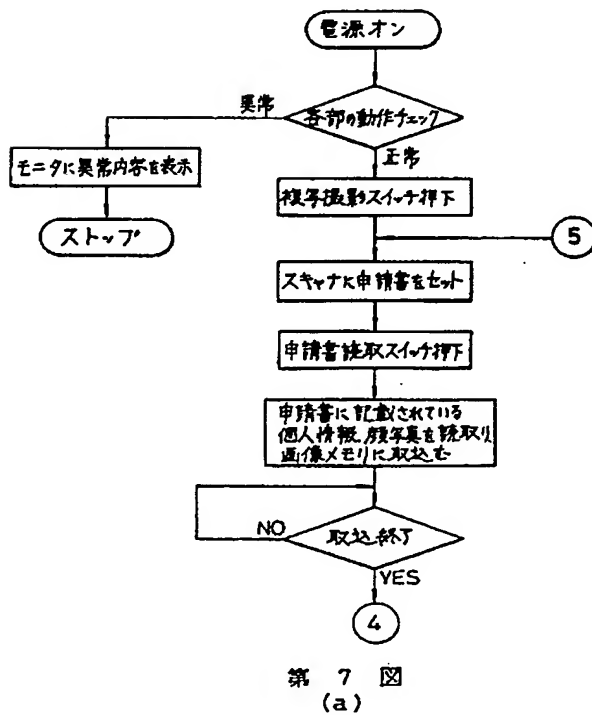 電源オン
異常
各部の動作チェック
正常
モニタに異常内容を表示
ストップ
複写撮影スイッチ押下
5
スキャナに申請書をセット
申請書読取スイッチ押下
申請書に記載されている
個人情報、顔写真を読取り
画像メモリに取込む
NO
取込終了
YES
4
第 7 図
(a)